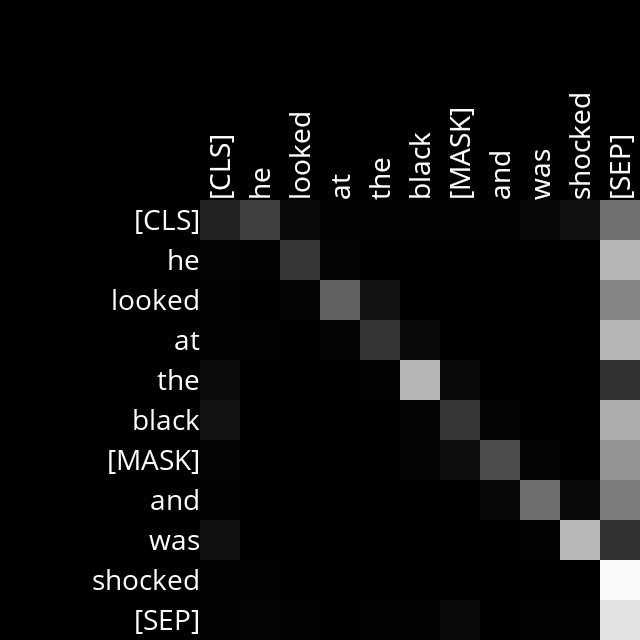 [CLS] he looked at the black [MASK] and was shocked [SEP]
[CLS]
he
looked
at
the
black
[MASK]
and
was
shocked
[SEP]